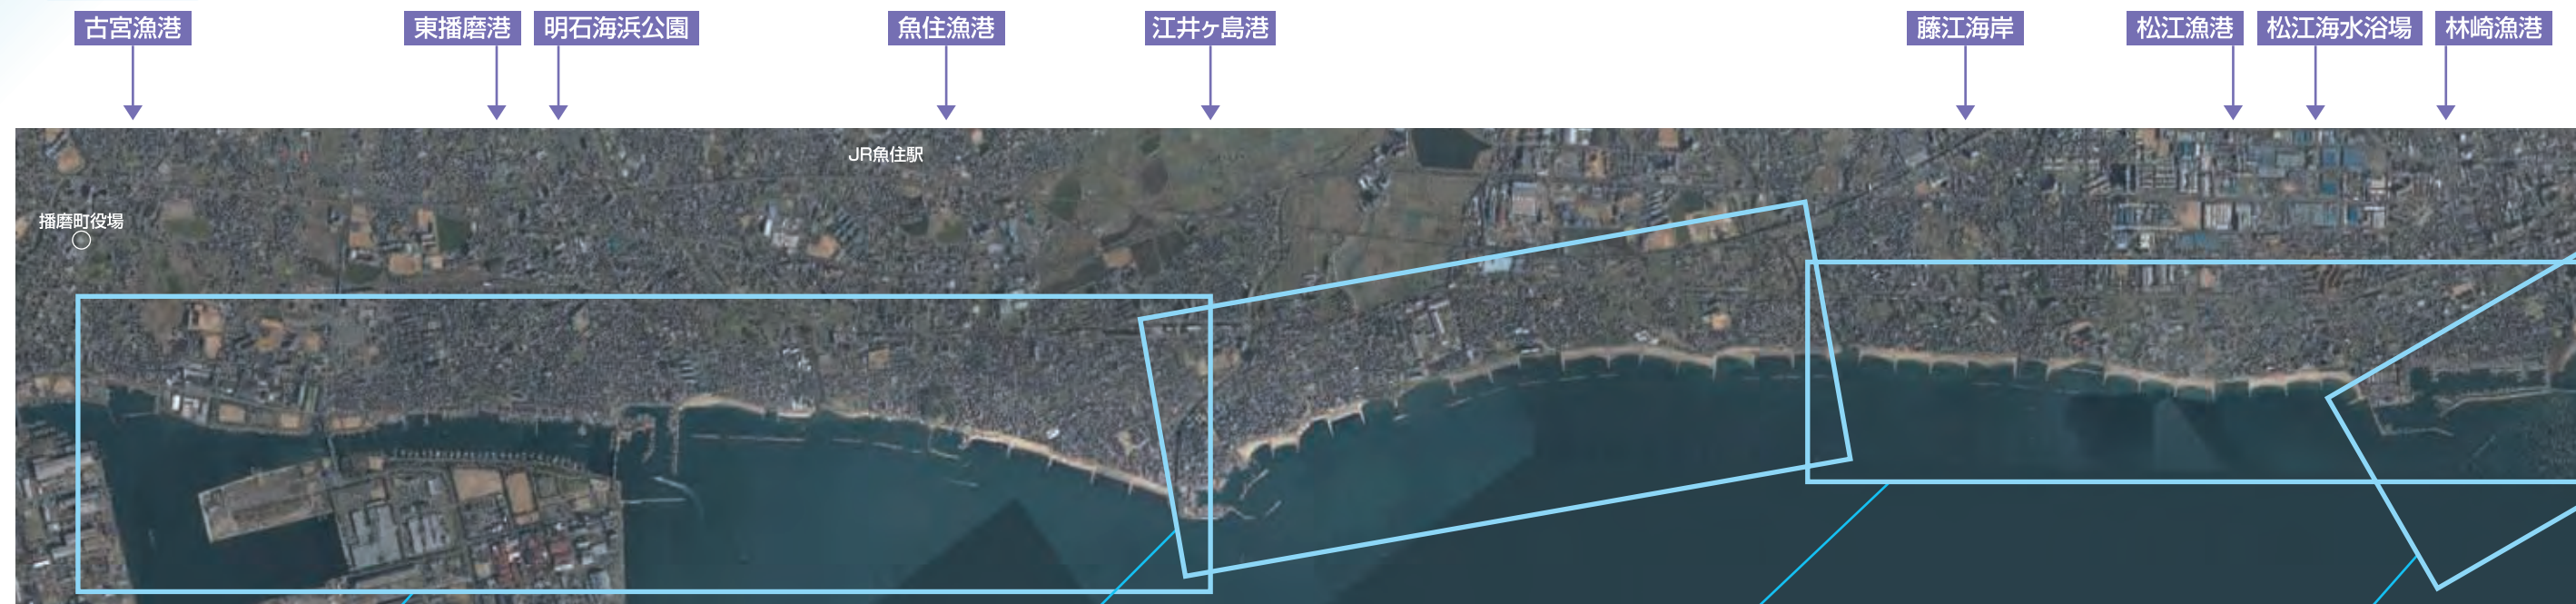 古宮漁港
東播磨港
明石海浜公園
魚住漁港
江井ヶ島港
藤江海岸
松江漁港
松江海水浴場
林崎漁港
JR魚住駅
播磨町役場